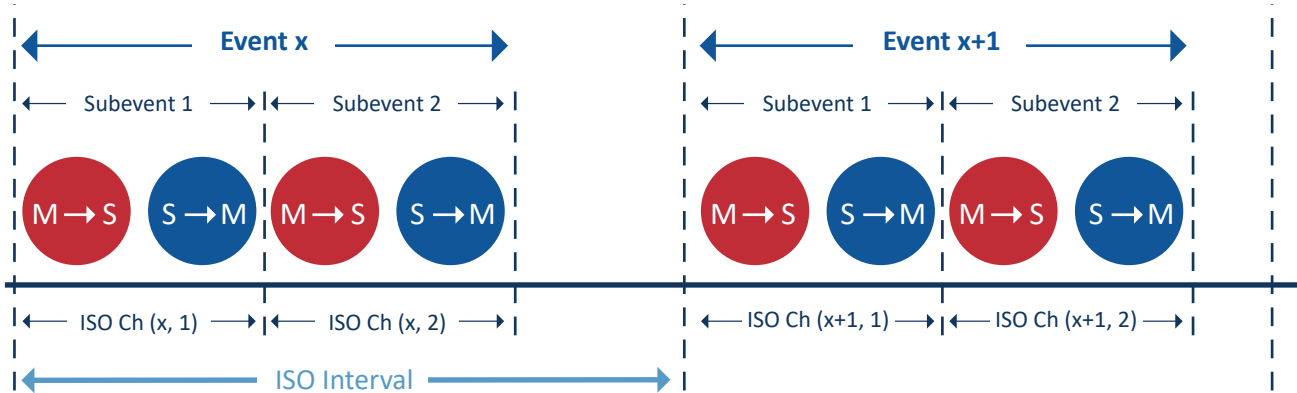 Event x
Event x+1
Subevent 1
Subevent 2
Subevent 1
Subevent 2
M → S
S → M
M → S
S → M
M → S
S → M
M → S
S → M
ISO Ch (x, 1)
ISO Ch (x, 2)
ISO Ch (x+1, 1)
ISO Ch (x+1, 2)
ISO Interval